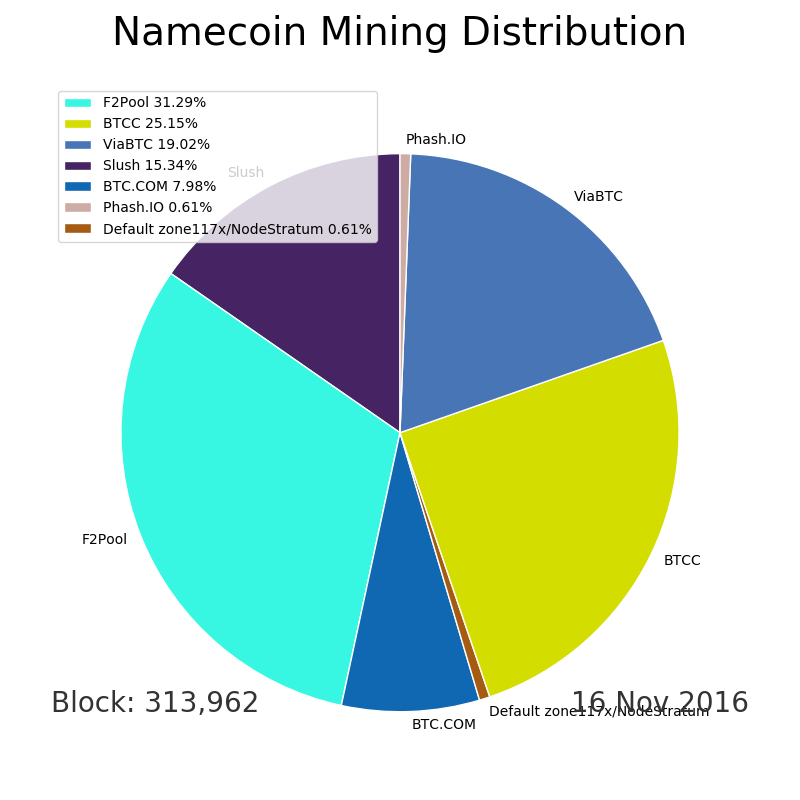 Namecoin Mining Distribution
F2Pool 31.29%
BTCC 25.15%
ViaBTC 19.02%
Slush 15.34%
BTC.COM 7.98%
Phash.IO 0.61%
Default zone117x/NodeStratum 0.61%
Phash.IO
Slush
ViaBTC
F2Pool
BTCC
Block: 313,962
16 Nov 2016
Default zone117x/NodeStratum
BTC.COM